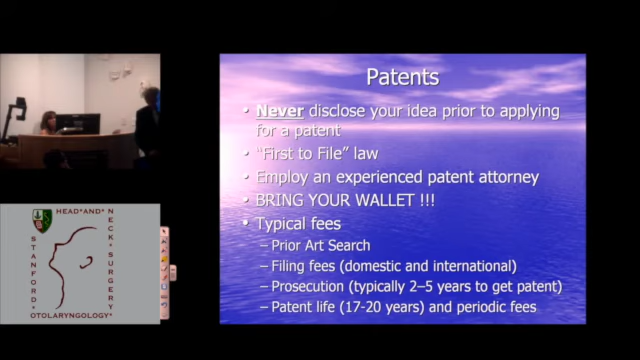 Patents
• Never disclose your idea prior to applying
for a patent
• "First to File" law
• Employ an experienced patent attorney
• BRING YOUR WALLET !!!
• Typical fees
– Prior Art Search
– Filing fees (domestic and international)
– Prosecution (typically 2–5 years to get patent)
– Patent life (17-20 years) and periodic fees
HEAD*AND*
NECK*SURGERY
STANFORD
OTOLARYNGOLOGY*